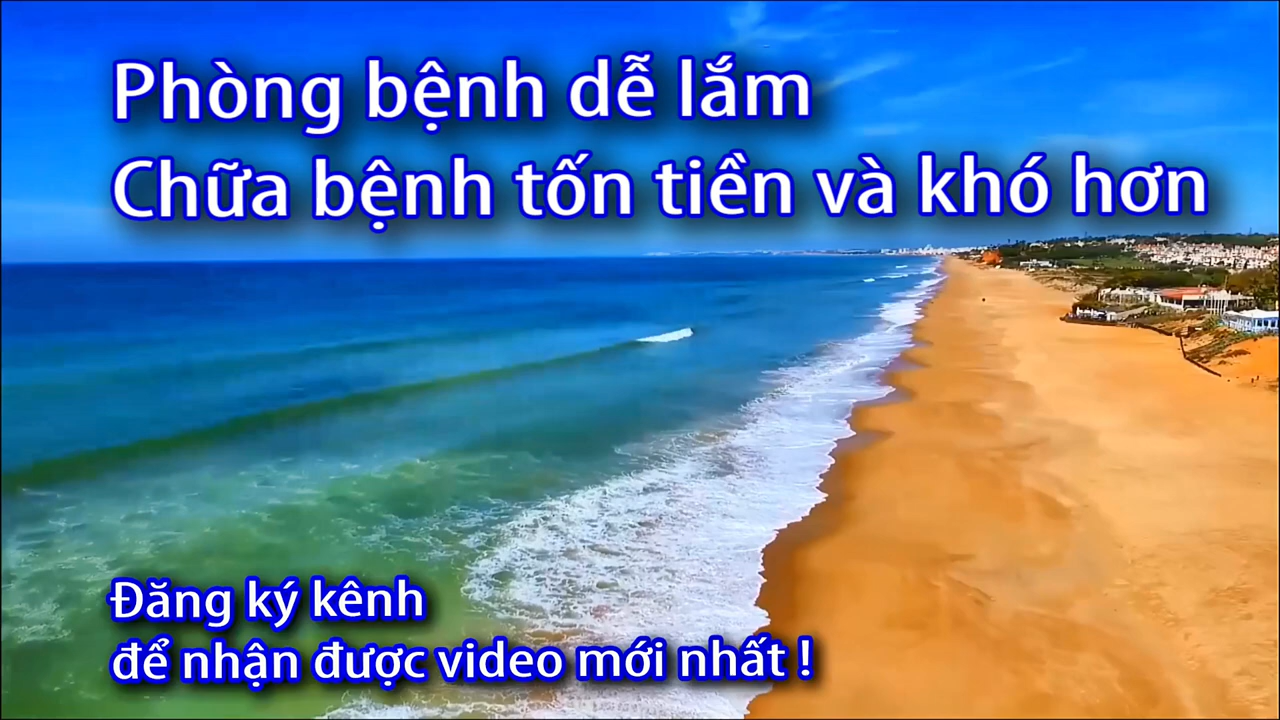 Phòng bệnh dễ lắm
Chữa bệnh tốn tiền và khó hơn
Đăng ký kênh
để nhận được video mới nhất !